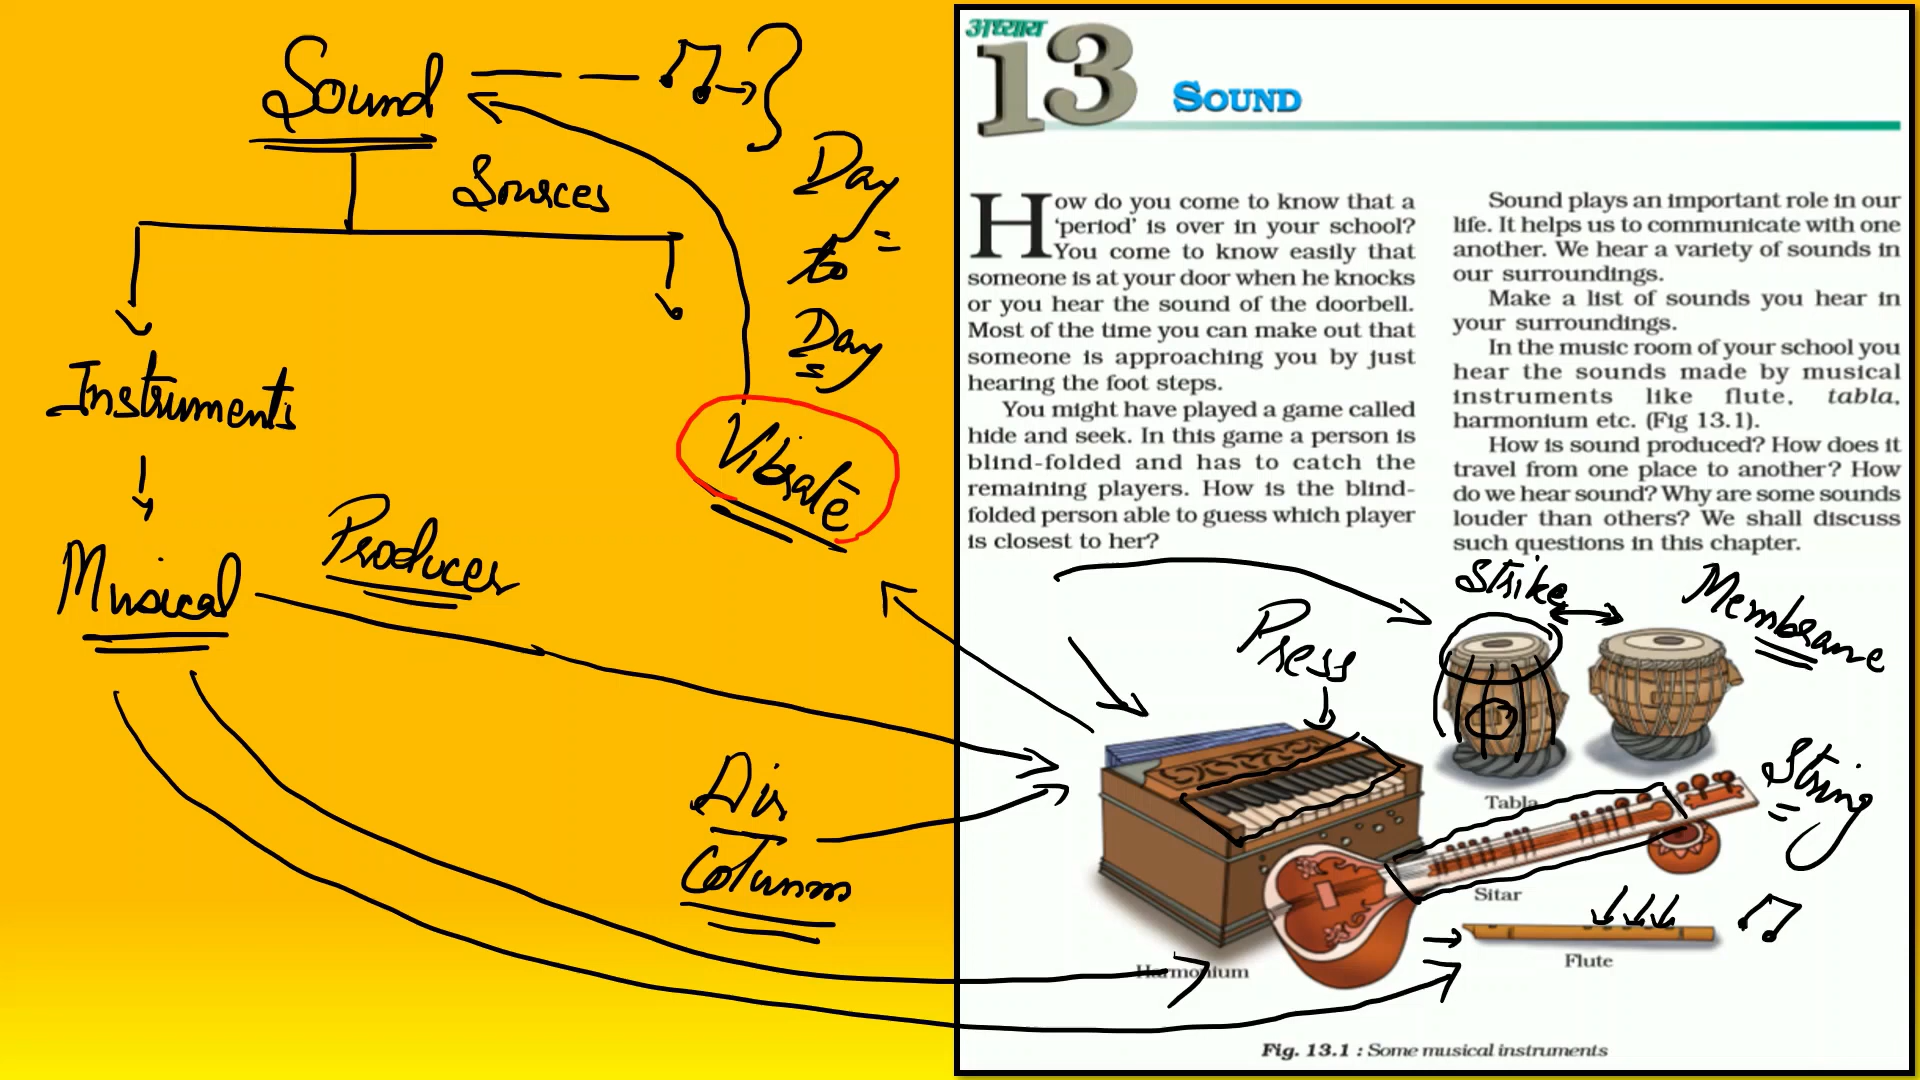 Sound
Sources
Day
to
Day
Instruments
Vibrate
Musical
Produces
Air
Columns
अध्याय
13
SOUND
How do you come to know that a
'period' is over in your school?
You come to know easily that
someone is at your door when he knocks
or you hear the sound of the doorbell.
Most of the time you can make out that
someone is approaching you by just
hearing the foot steps.
You might have played a game called
hide and seek. In this game a person is
blind-folded and has to catch the
remaining players. How is the blind-
folded person able to guess which player
is closest to her?
Sound plays an important role in our
life. It helps us to communicate with one
another. We hear a variety of sounds in
our surroundings.
Make a list of sounds you hear in
your surroundings.
In the music room of your school you
hear the sounds made by musical
instruments like flute, tabla,
harmonium etc. (Fig 13.1).
How is sound produced? How does it
travel from one place to another? How
do we hear sound? Why are some sounds
louder than others? We shall discuss
such questions in this chapter.
Strike
Membrane
Press
String
Tabla
Sitar
Flute
Harmonium
Fig. 13.1 : Some musical instruments